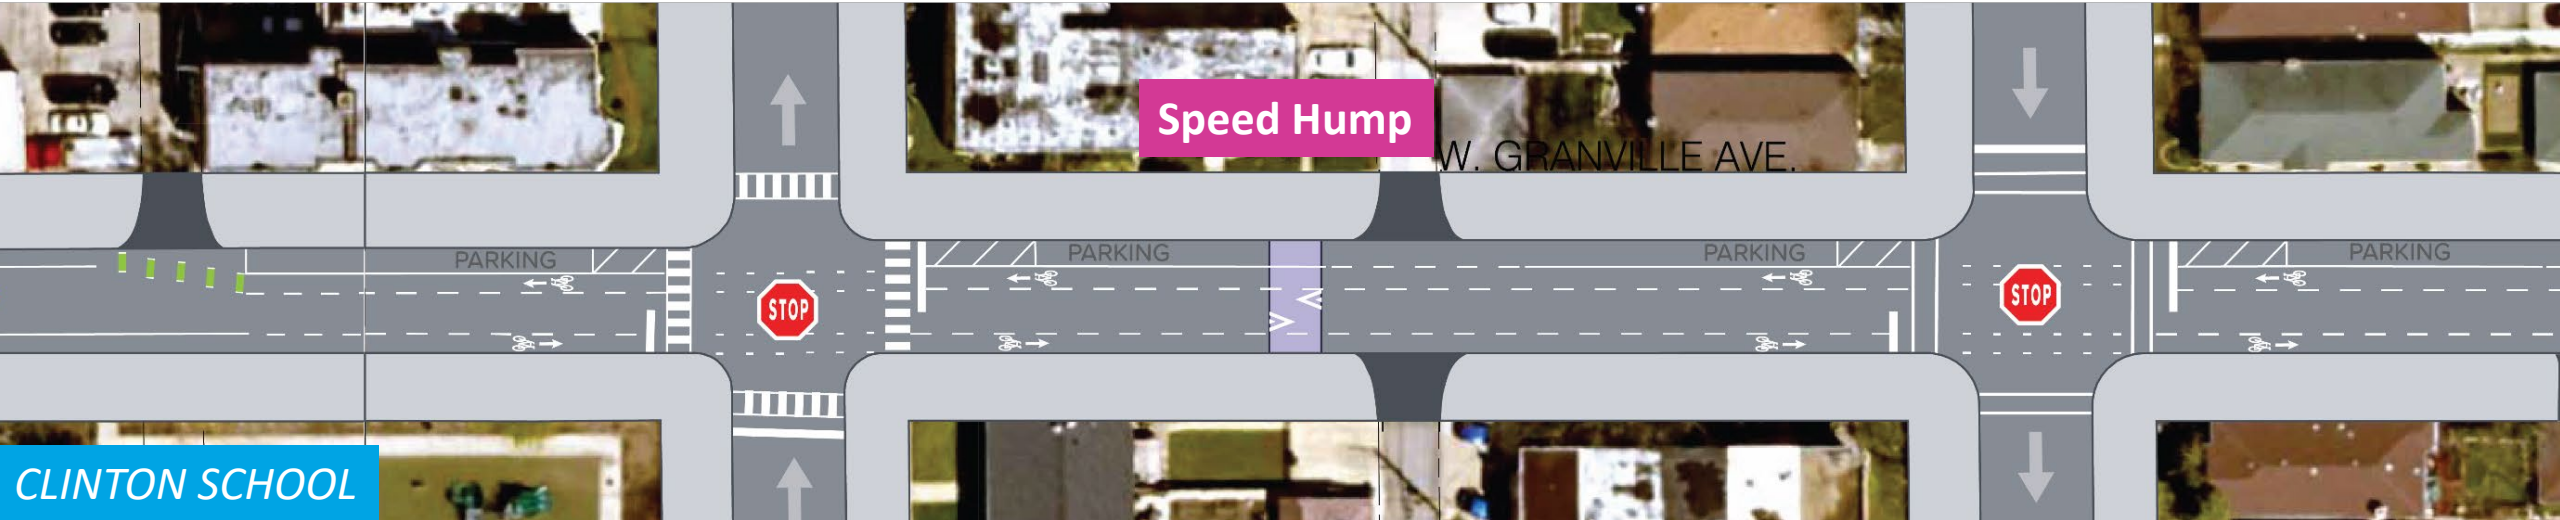 Speed Hump
W. GRANVILLE AVE.
PARKING
PARKING
PARKING
PARKING
STOP
STOP
CLINTON SCHOOL